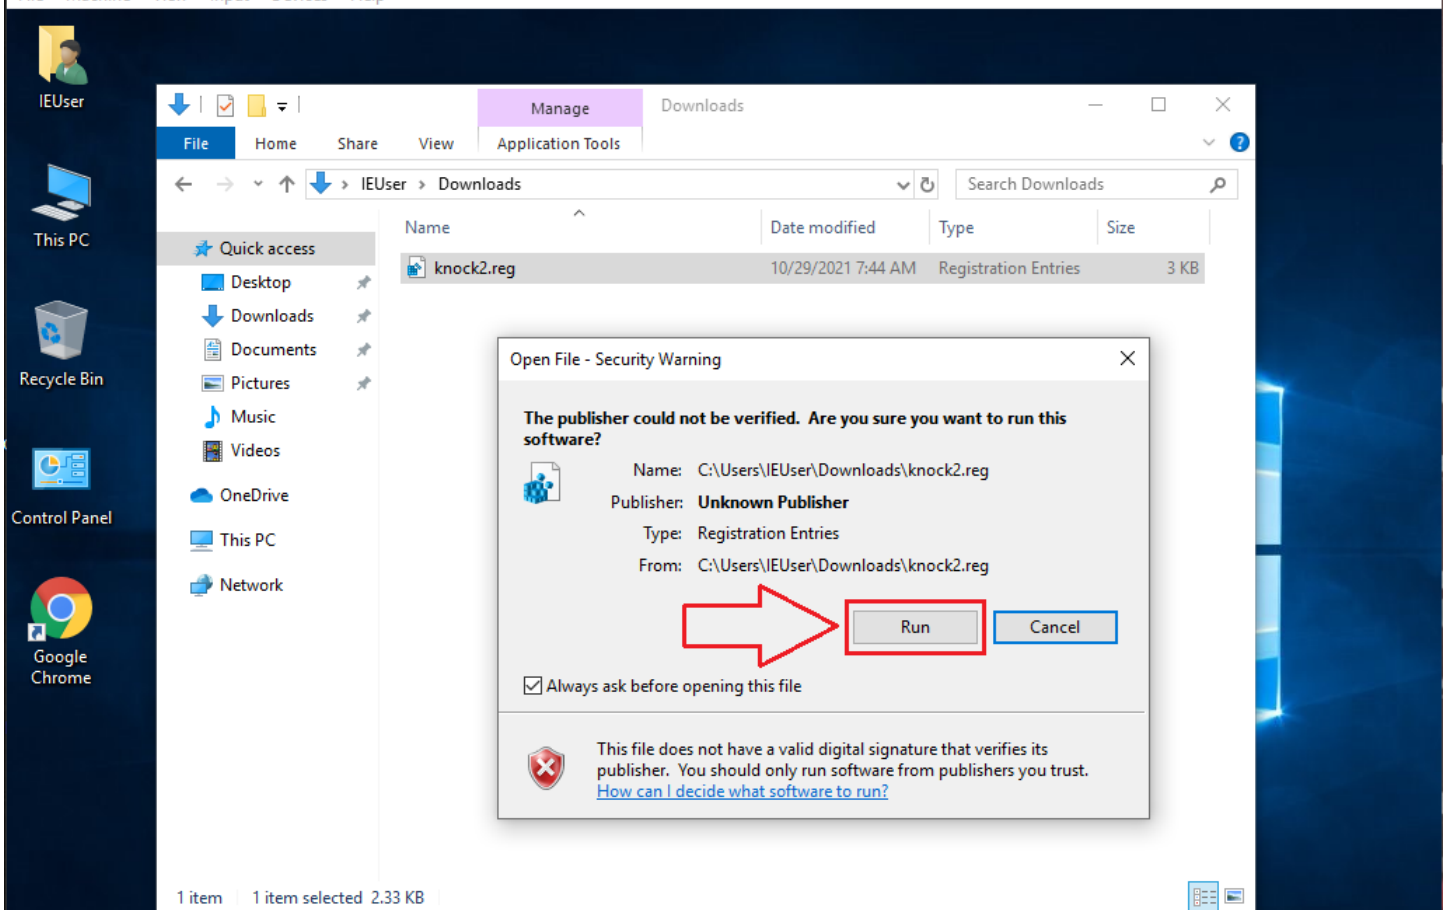 IEUser
Manage
Downloads
File
Home
Share
View
Application Tools
IEUser > Downloads
Search Downloads
This PC
Name
Date modified
Type
Size
Quick access
knock2.reg
10/29/2021 7:44 AM
Registration Entries
3 KB
Desktop
Downloads
Documents
Pictures
Music
Videos
OneDrive
This PC
Network
Recycle Bin
Control Panel
Google
Chrome
Open File - Security Warning
The publisher could not be verified. Are you sure you want to run this
software?
Name: C:\Users\IEUser\Downloads\knock2.reg
Publisher: Unknown Publisher
Type: Registration Entries
From: C:\Users\IEUser\Downloads\knock2.reg
Run
Cancel
Always ask before opening this file
This file does not have a valid digital signature that verifies its
publisher. You should only run software from publishers you trust.
How can I decide what software to run?
1 item
1 item selected 2.33 KB